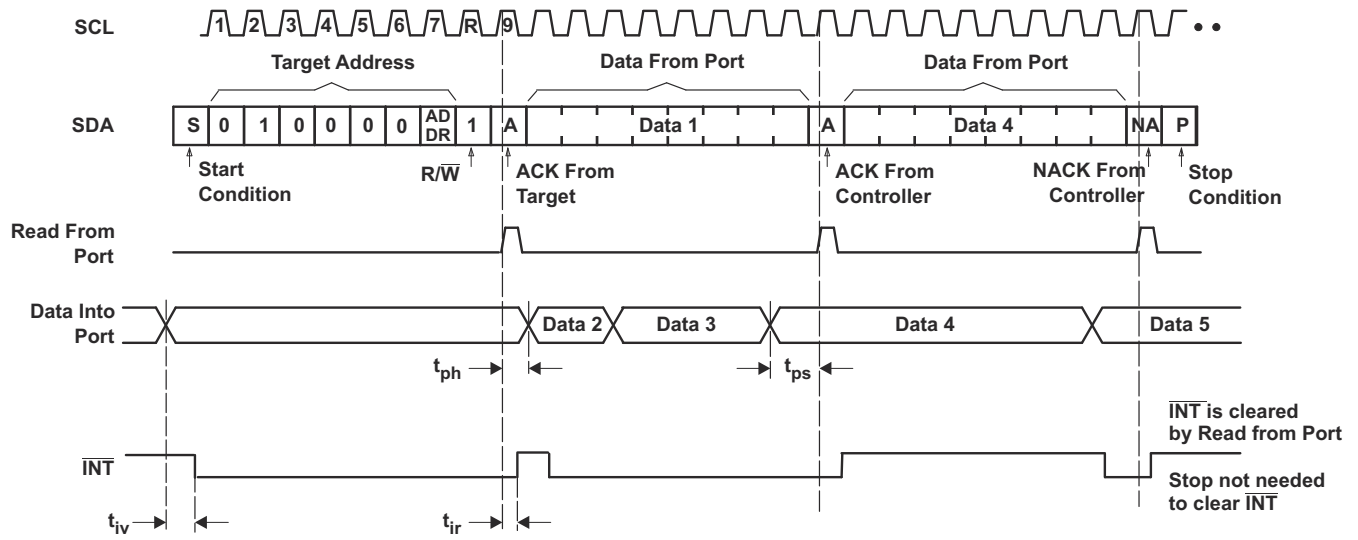 SCL 1 2 3 4 5 6 7 R 9
Target Address Data From Port Data From Port
SDA S 0 1 0 0 0 0 AD DR 1 A Data 1 A Data 4 NA P
Start Condition
R/W̅
ACK From Target
ACK From Controller
NACK From Controller
Stop Condition
Read From Port
Data Into Port
Data 2 Data 3 Data 4 Data 5
tph
tps
INT is cleared
by Read from Port
INT
Stop not needed
to clear INT
tiv
tir